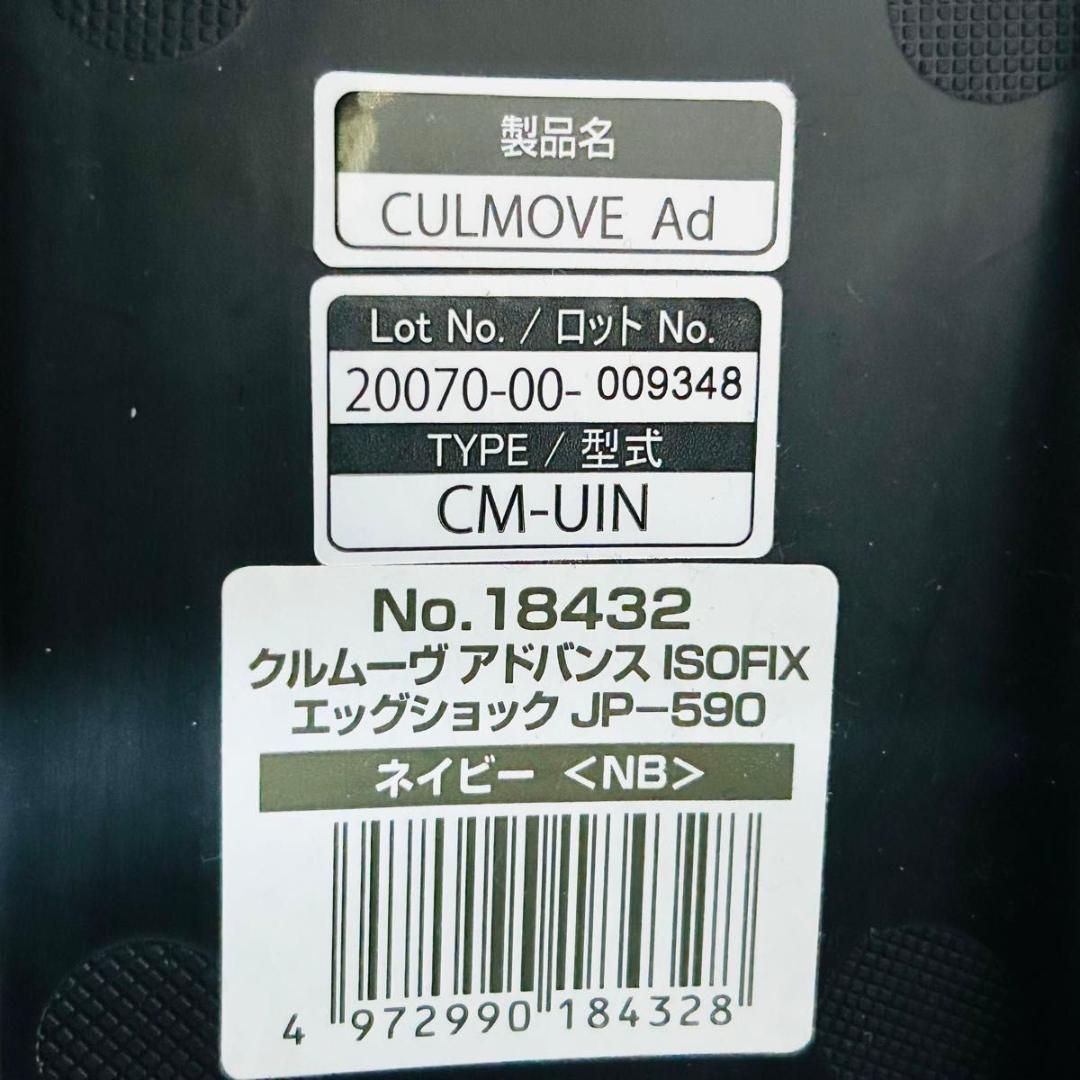 製品名
CULMOVE Ad
Lot No. / ロット No.
20070-00- 009348
TYPE / 型式
CM-UIN
No.18432
クルムーヴ アドバンス ISOFIX
エッグショック JP-590
ネイビー <NB>
4 972990 184328